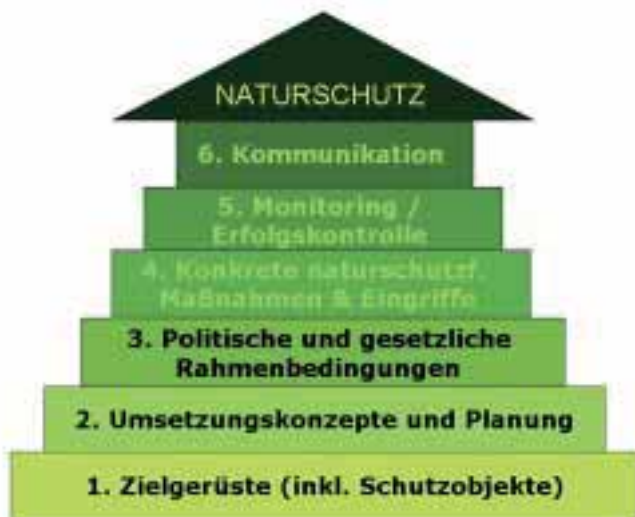 NATURSCHUTZ
6. Kommunikation
5. Monitoring /
Erfolgskontrolle
4. Konkrete naturschutzf.
Maßnahmen & Eingriffe
3. Politische und gesetzliche
Rahmenbedingungen
2. Umsetzungskonzepte und Planung
1. Zielgerüste (inkl. Schutzobjekte)